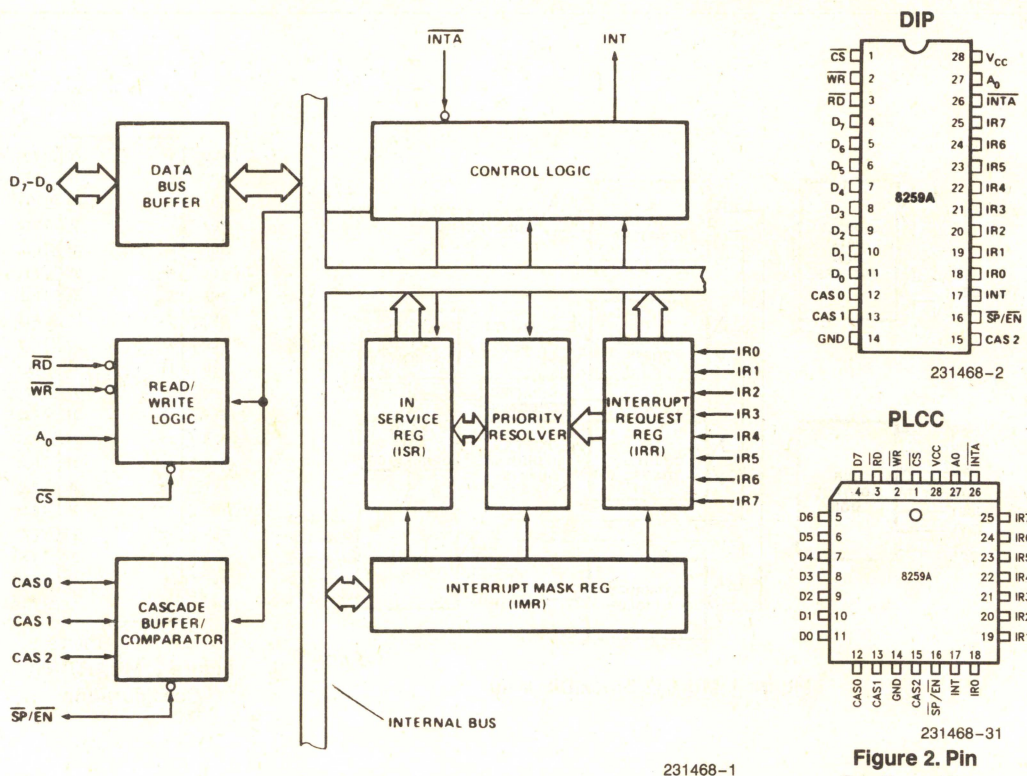 INTA
INT
CONTROL LOGIC
D7-D0
DATA
BUS
BUFFER
RD
WR
A0
CS
READ/
WRITE
LOGIC
IN
SERVICE
REG
(ISR)
PRIORITY
RESOLVER
INTERRUPT
REQUEST
REG
(IRR)
IR0
IR1
IR2
IR3
IR4
IR5
IR6
IR7
CAS 0
CAS 1
CAS 2
SP/EN
CASCADE
BUFFER/
COMPARATOR
INTERRUPT MASK REG
(IMR)
INTERNAL BUS
231468-1
DIP
CS 1 28 VCC
WR 2 27 A0
RD 3 26 INTA
D7 4 25 IR7
D6 5 24 IR6
D5 6 23 IR5
D4 7 22 IR4
8259A
D3 8 21 IR3
D2 9 20 IR2
D1 10 19 IR1
D0 11 18 IR0
CAS 0 12 17 INT
CAS 1 13 16 SP/EN
GND 14 15 CAS 2
231468-2
PLCC
D7 RD WR CS VCC A0 INTA
4 3 2 1 28 27 26
D6 5 25 IR7
D5 6 24 IR6
D4 7 23 IR5
D3 8 8259A 22 IR4
D2 9 21 IR3
D1 10 20 IR2
D0 11 19 IR1
12 13 14 15 16 17 18
CAS0 CAS1 GND CAS2 SP/EN INT IR0
231468-31
Figure 2. Pin